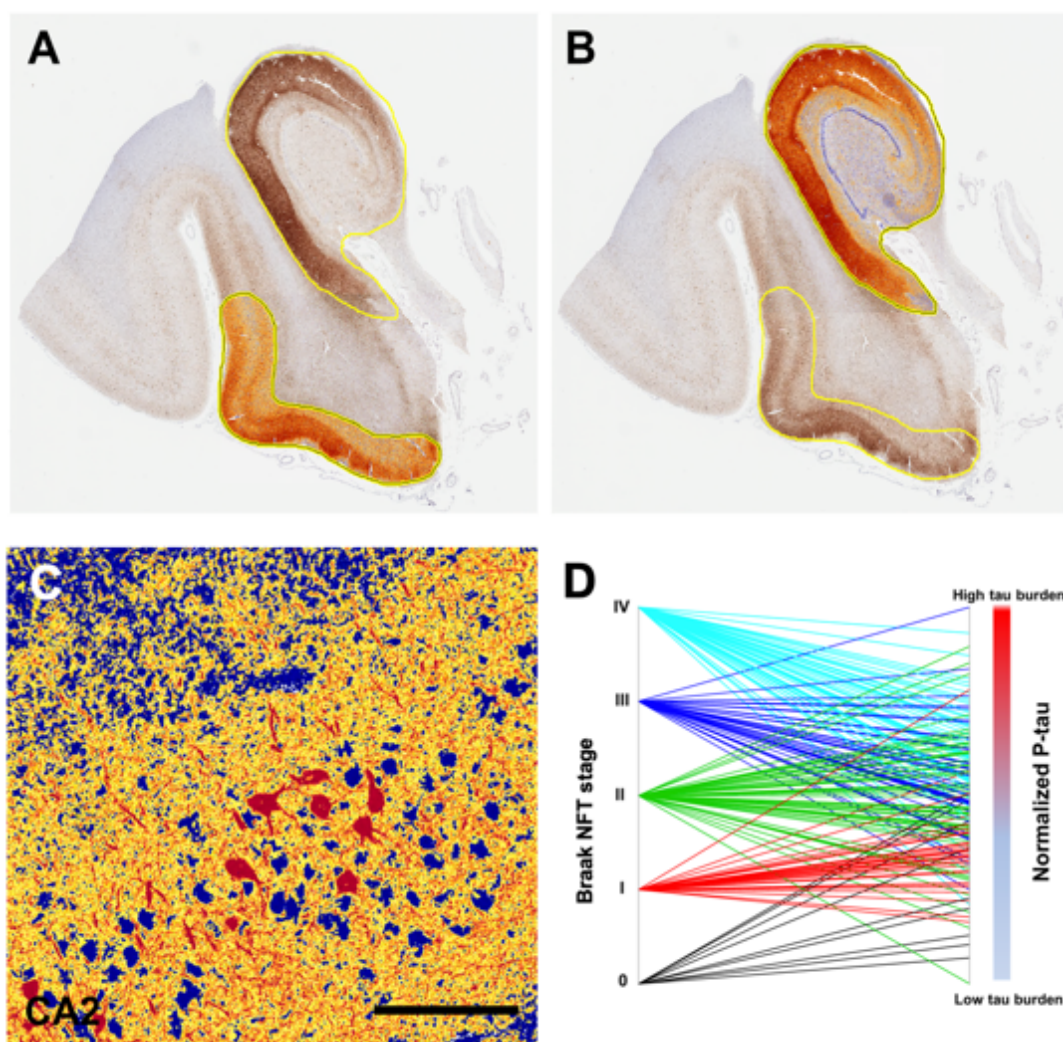 A
B
C
CA2
D
High tau burden
IV
III
II
I
0
Braak NFT stage
Normalized P-tau
Low tau burden